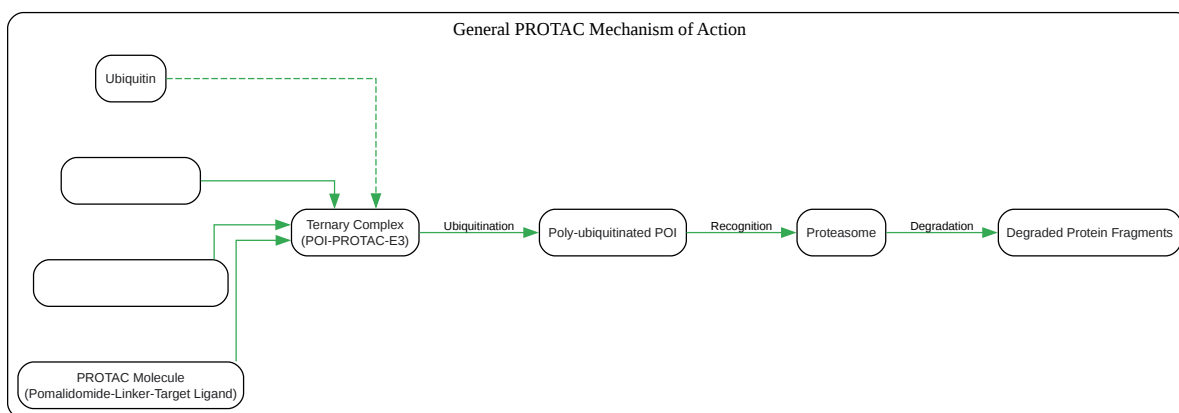 General PROTAC Mechanism of Action
Ubiquitin
Ternary Complex
(POI-PROTAC-E3)
Ubiquitination
Poly-ubiquitinated POI
Recognition
Proteasome
Degradation
Degraded Protein Fragments
PROTAC Molecule
(Pomalidomide-Linker-Target Ligand)